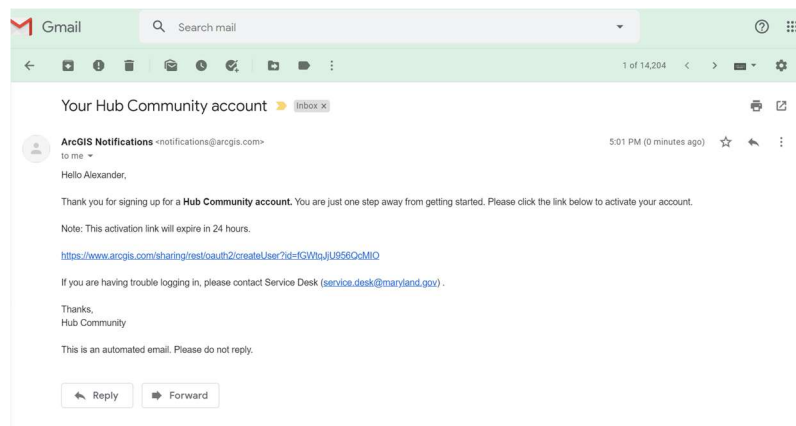 Gmail
Search mail
1 of 14,204
Your Hub Community account Inbox x
ArcGIS Notifications <notifications@arcgis.com> 5:01 PM (0 minutes ago)
to me
Hello Alexander,
Thank you for signing up for a Hub Community account. You are just one step away from getting started. Please click the link below to activate your account.
Note: This activation link will expire in 24 hours.
https://www.arcgis.com/sharing/rest/oauth2/createUser?id=fGWtqJjU956QcMIO
If you are having trouble logging in, please contact Service Desk (service.desk@maryland.gov) .
Thanks,
Hub Community
This is an automated email. Please do not reply.
Reply
Forward